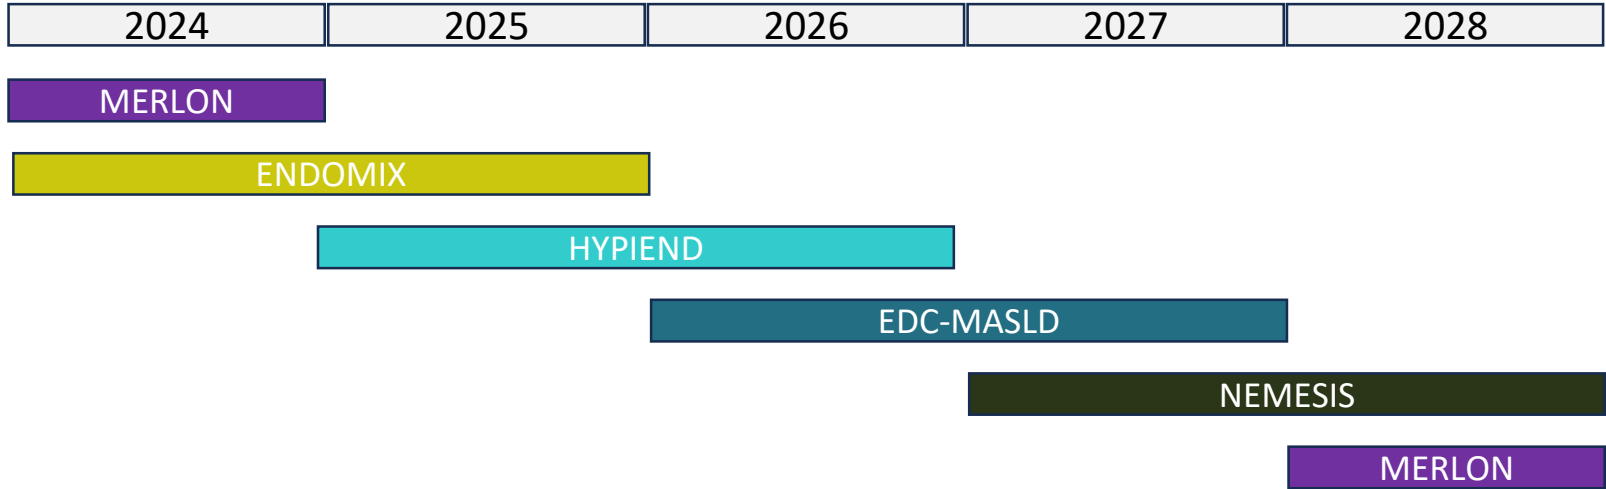 2024 2025 2026 2027 2028
MERLON
ENDOMIX
HYPIEND
EDC-MASLD
NEMESIS
MERLON